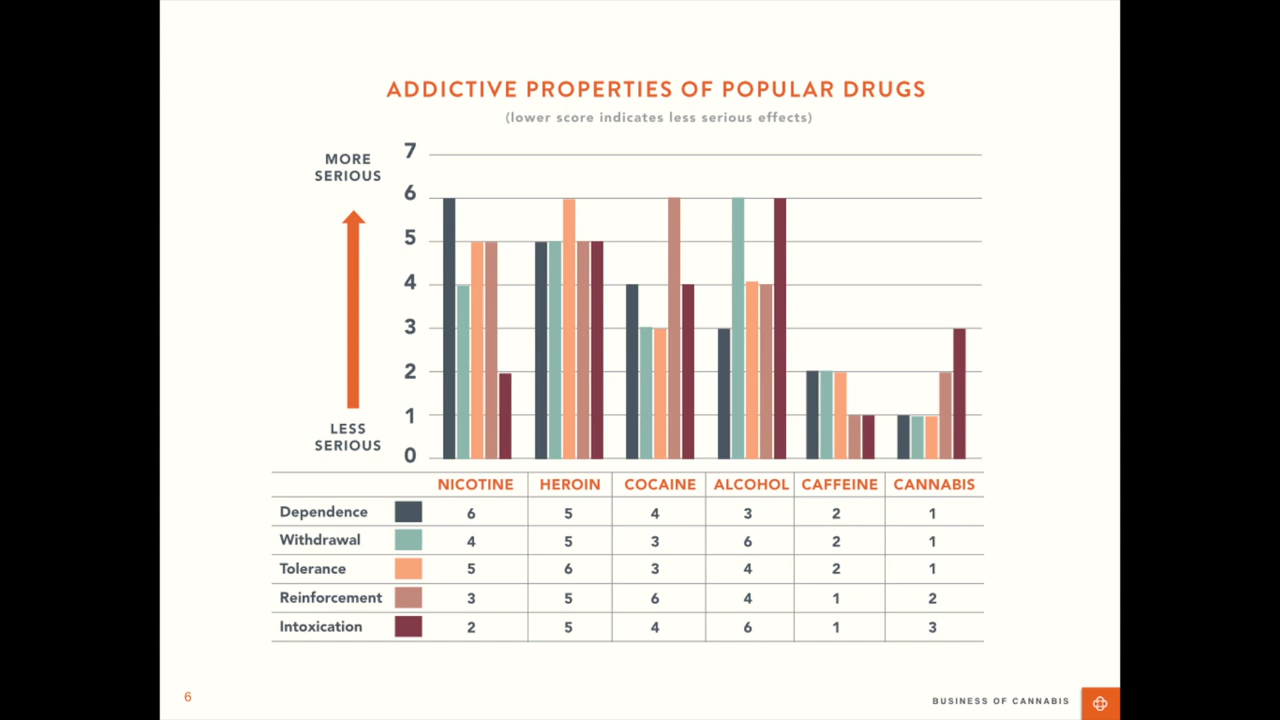 ADDICTIVE PROPERTIES OF POPULAR DRUGS
(lower score indicates less serious effects)
MORE
SERIOUS
7
6
5
4
3
2
1
0
LESS
SERIOUS
NICOTINE HEROIN COCAINE ALCOHOL CAFFEINE CANNABIS
Dependence 6 5 4 3 2 1
Withdrawal 4 5 3 6 2 1
Tolerance 5 6 3 4 2 1
Reinforcement 3 5 6 4 1 2
Intoxication 2 5 4 6 1 3
6
BUSINESS OF CANNABIS